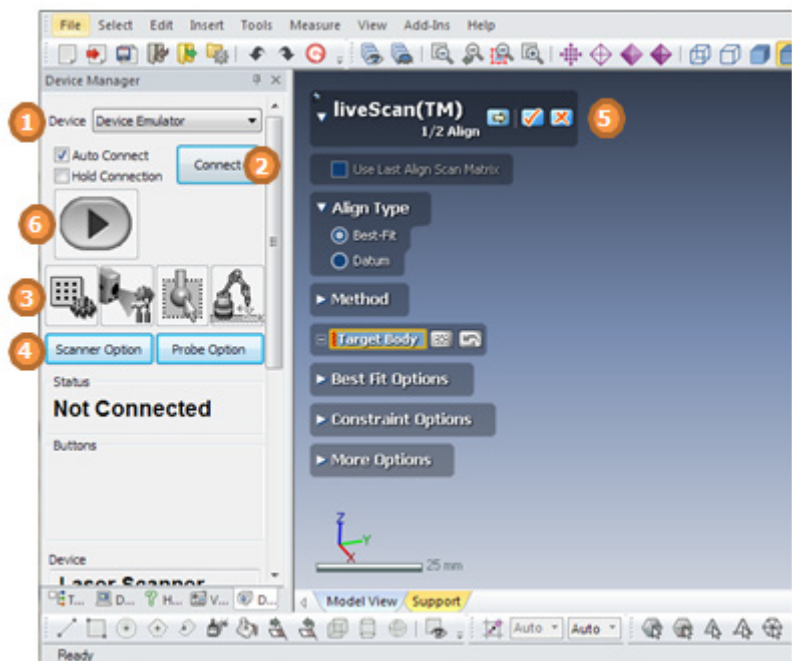 File Select Edit Insert Tools Measure View Add-Ins Help
Device Manager
1
Device Device Emulator
Auto Connect
Hold Connection
Connect
2
6
3
4
Scanner Option Probe Option
Status
Not Connected
Buttons
Device
Laser Scanner
T... D... H... V... D...
liveScan(TM)
1/2 Align
5
Use Last Align Scan Matrix
Align Type
Best-Fit
Datum
Method
Target Body
Best Fit Options
Constraint Options
More Options
Z
Y
X
25 mm
Model View Support
Auto Auto
Ready